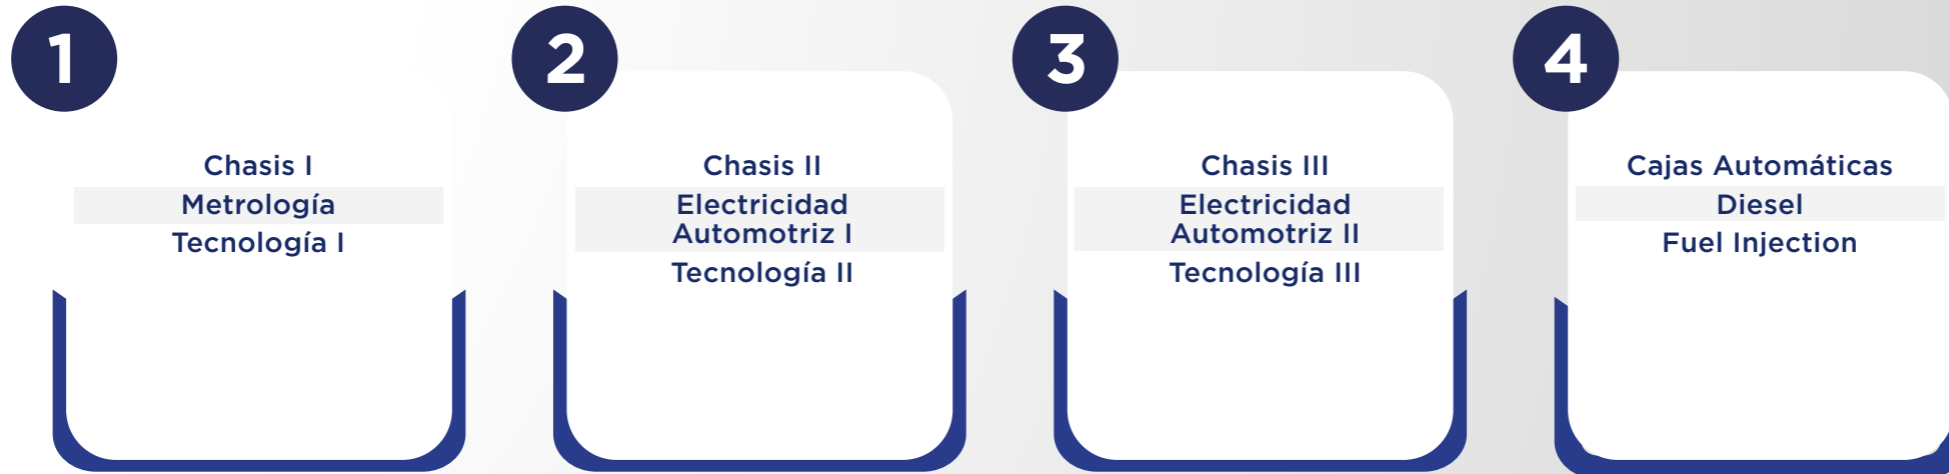 1
Chasis I
Metrología
Tecnología I
2
Chasis II
Electricidad
Automotriz I
Tecnología II
3
Chasis III
Electricidad
Automotriz II
Tecnología III
4
Cajas Automáticas
Diesel
Fuel Injection